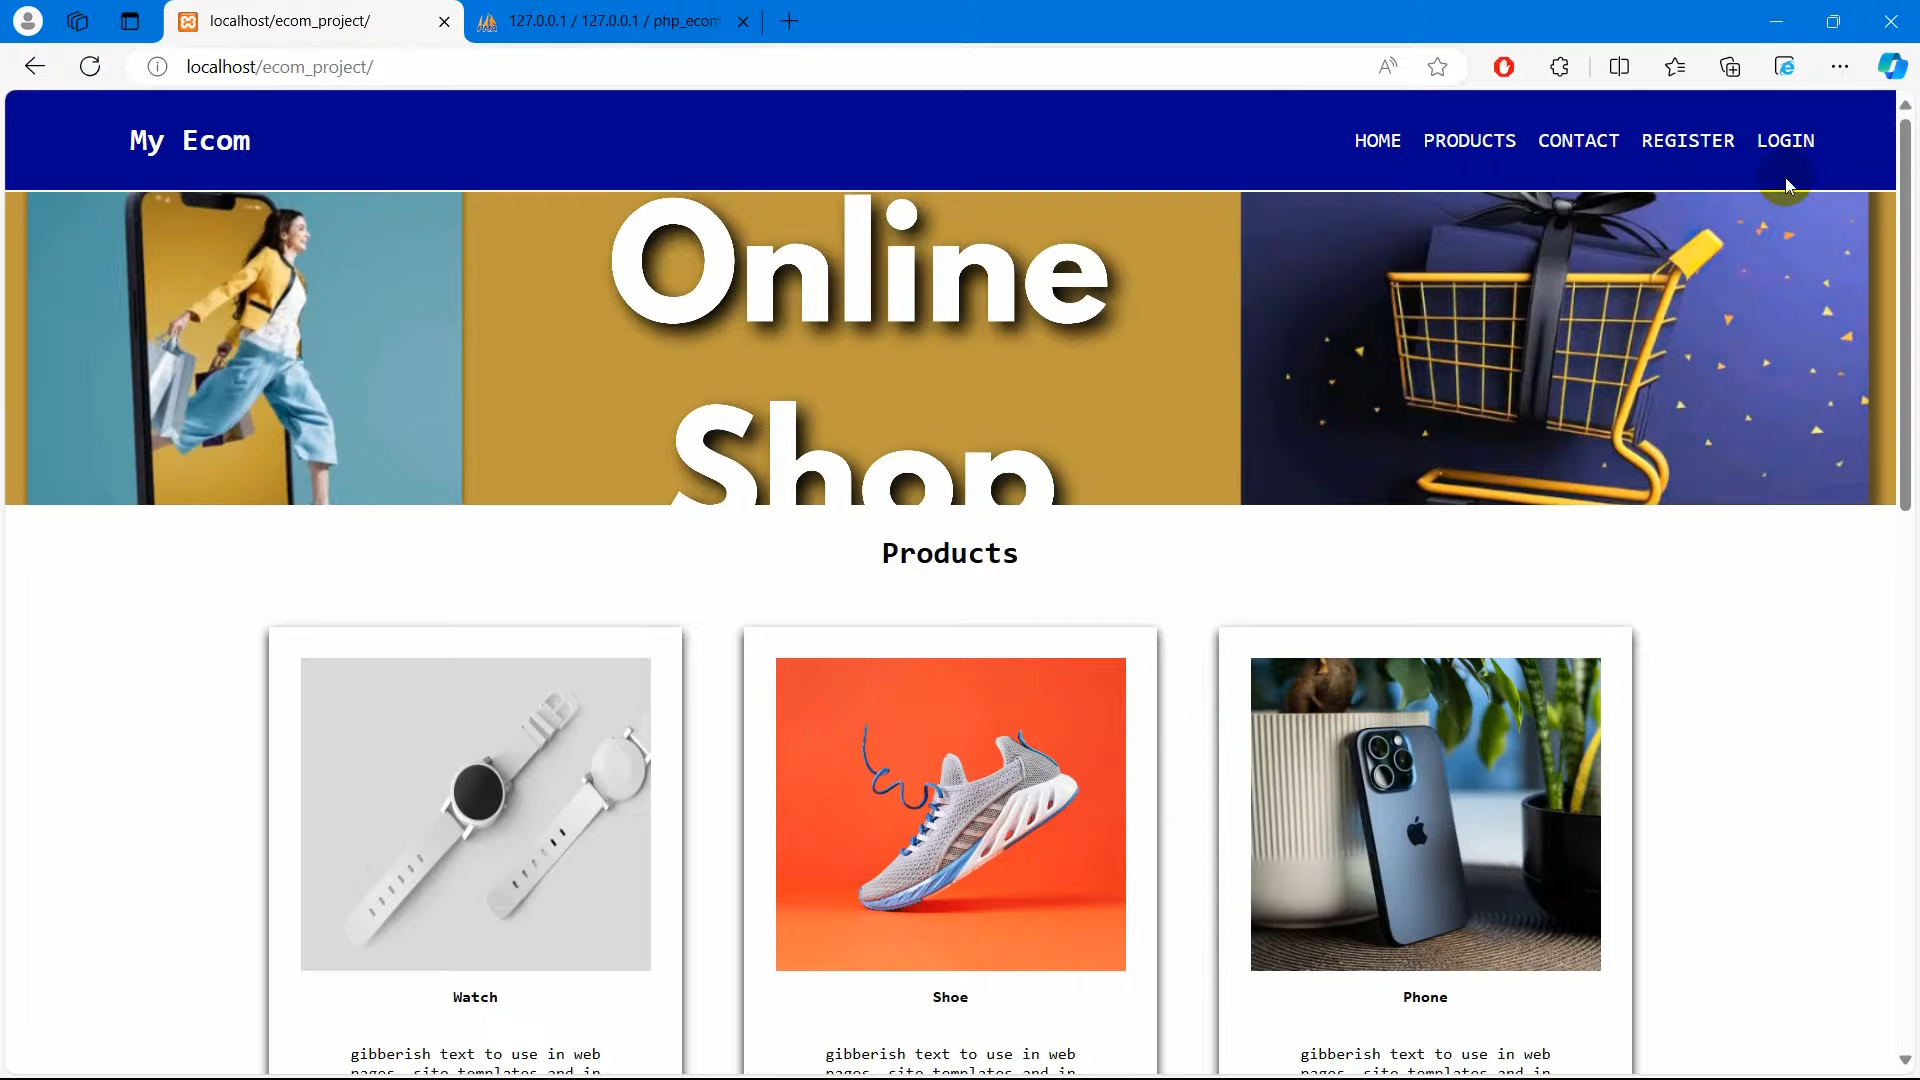 localhost/ecom_project/
127.0.0.1 / 127.0.0.1 / php_ecom
localhost/ecom_project/
My Ecom
HOME PRODUCTS CONTACT REGISTER LOGIN
Online
Shop
Products
Watch
Shoe
Phone
gibberish text to use in web
pages, site templates and in
gibberish text to use in web
pages, site templates and in
gibberish text to use in web
pages, site templates and in